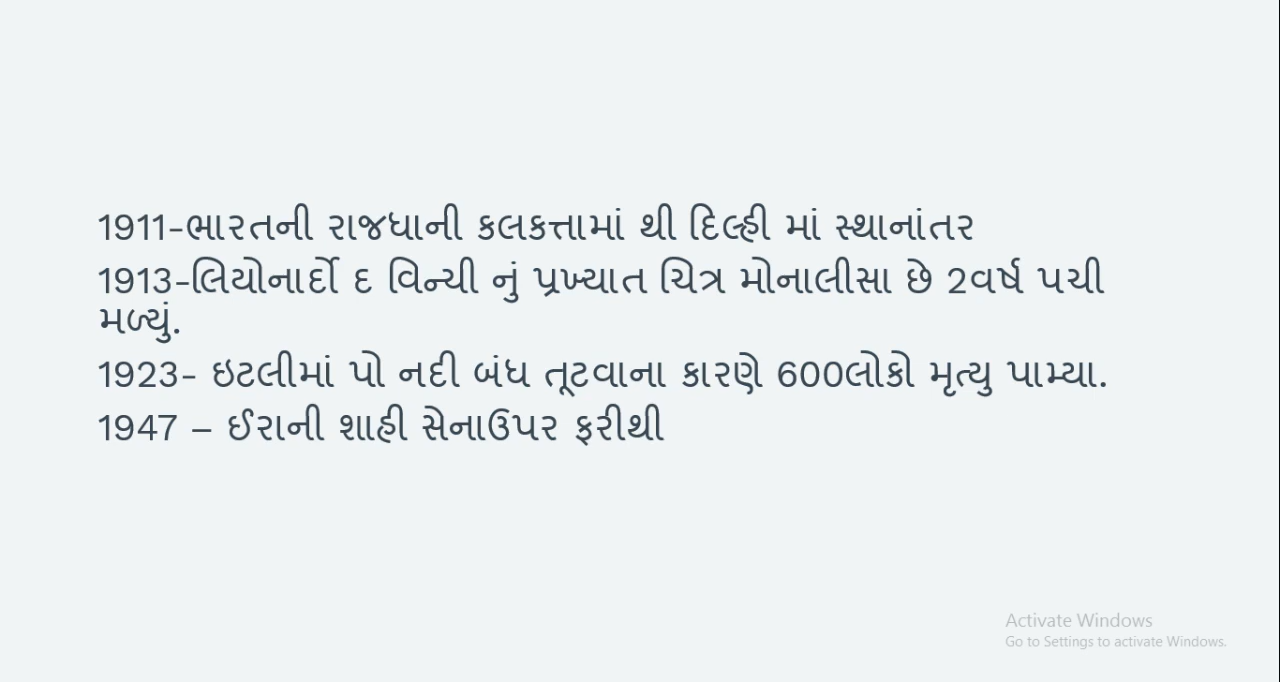 1911-ભારતની રાજધાની કલકત્તામાં થી દિલ્હી માં સ્થાનાંતર
1913-લિયોનાર્દો દ વિન્ચી નું પ્રખ્યાત ચિત્ર મોનાલીસા છે 2વર્ષ પચી
મળ્યું.
1923- ઇટલીમાં પો નદી બંધ તૂટવાના કારણે 600લોકો મૃત્યુ પામ્યા.
1947 – ઈરાની શાહી સેનાઉપર ફરીથી
Activate Windows
Go to Settings to activate Windows.